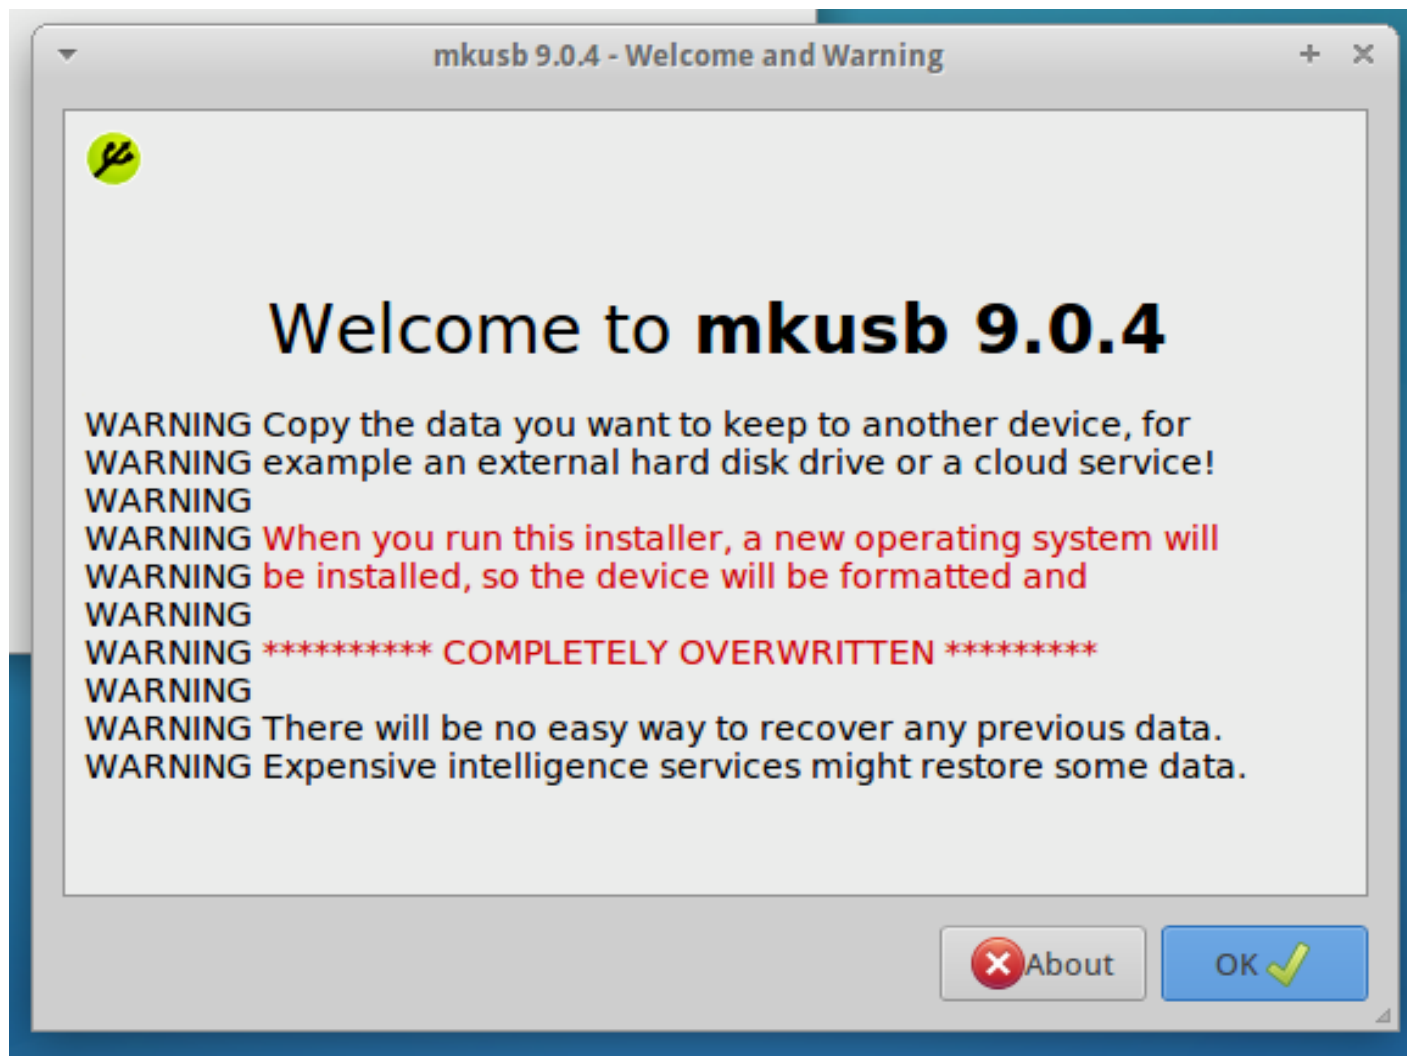 mkusb 9.0.4 - Welcome and Warning
Welcome to mkusb 9.0.4
WARNING Copy the data you want to keep to another device, for
WARNING example an external hard disk drive or a cloud service!
WARNING
WARNING When you run this installer, a new operating system will
WARNING be installed, so the device will be formatted and
WARNING
WARNING ********** COMPLETELY OVERWRITTEN *********
WARNING
WARNING There will be no easy way to recover any previous data.
WARNING Expensive intelligence services might restore some data.
About
OK